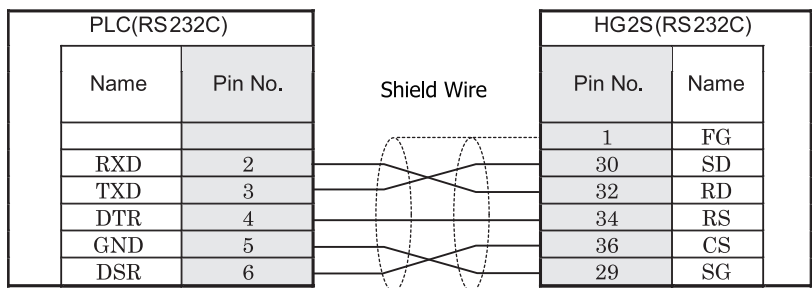 PLC(RS232C) HG2S(RS232C)
Name Pin No. Shield Wire Pin No. Name
1 FG
RXD 2 30 SD
TXD 3 32 RD
DTR 4 34 RS
GND 5 36 CS
DSR 6 29 SG